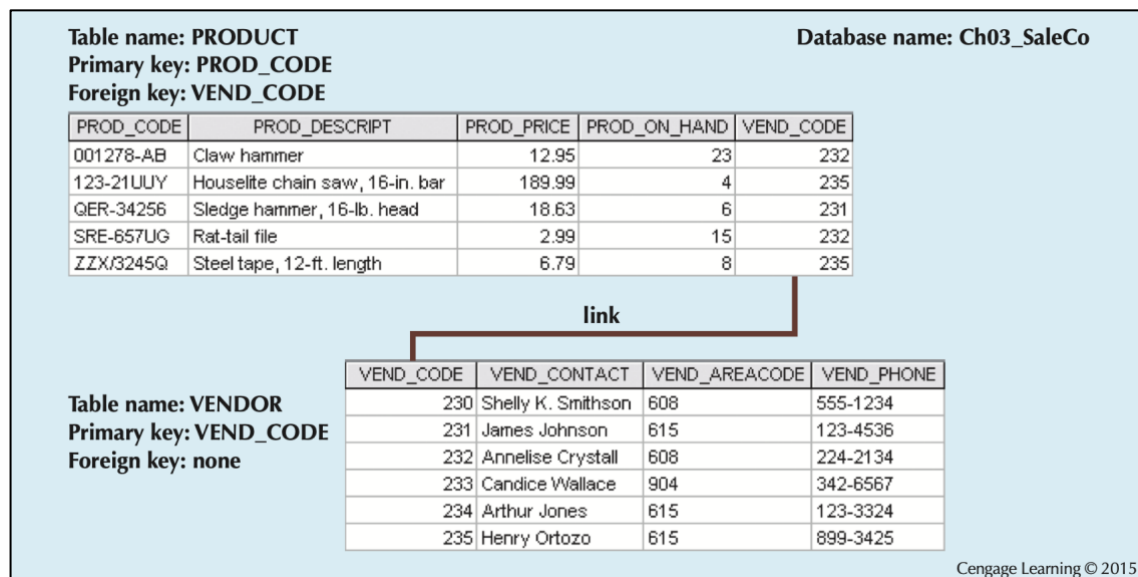 Table name: PRODUCT Database name: Ch03_SaleCo
Primary key: PROD_CODE
Foreign key: VEND_CODE
PROD_CODE PROD_DESCRIPT PROD_PRICE PROD_ON_HAND VEND_CODE
001278-AB Claw hammer 12.95 23 232
123-21UUY Houselite chain saw, 16-in. bar 189.99 4 235
QER-34256 Sledge hammer, 16-lb. head 18.63 6 231
SRE-657UG Rat-tail file 2.99 15 232
ZZX/3245Q Steel tape, 12-ft. length 6.79 8 235
link
VEND_CODE VEND_CONTACT VEND_AREACODE VEND_PHONE
Table name: VENDOR 230 Shelly K. Smithson 608 555-1234
Primary key: VEND_CODE 231 James Johnson 615 123-4536
Foreign key: none 232 Annelise Crystall 608 224-2134
233 Candice Wallace 904 342-6567
234 Arthur Jones 615 123-3324
235 Henry Ortozo 615 899-3425
Cengage Learning © 2015